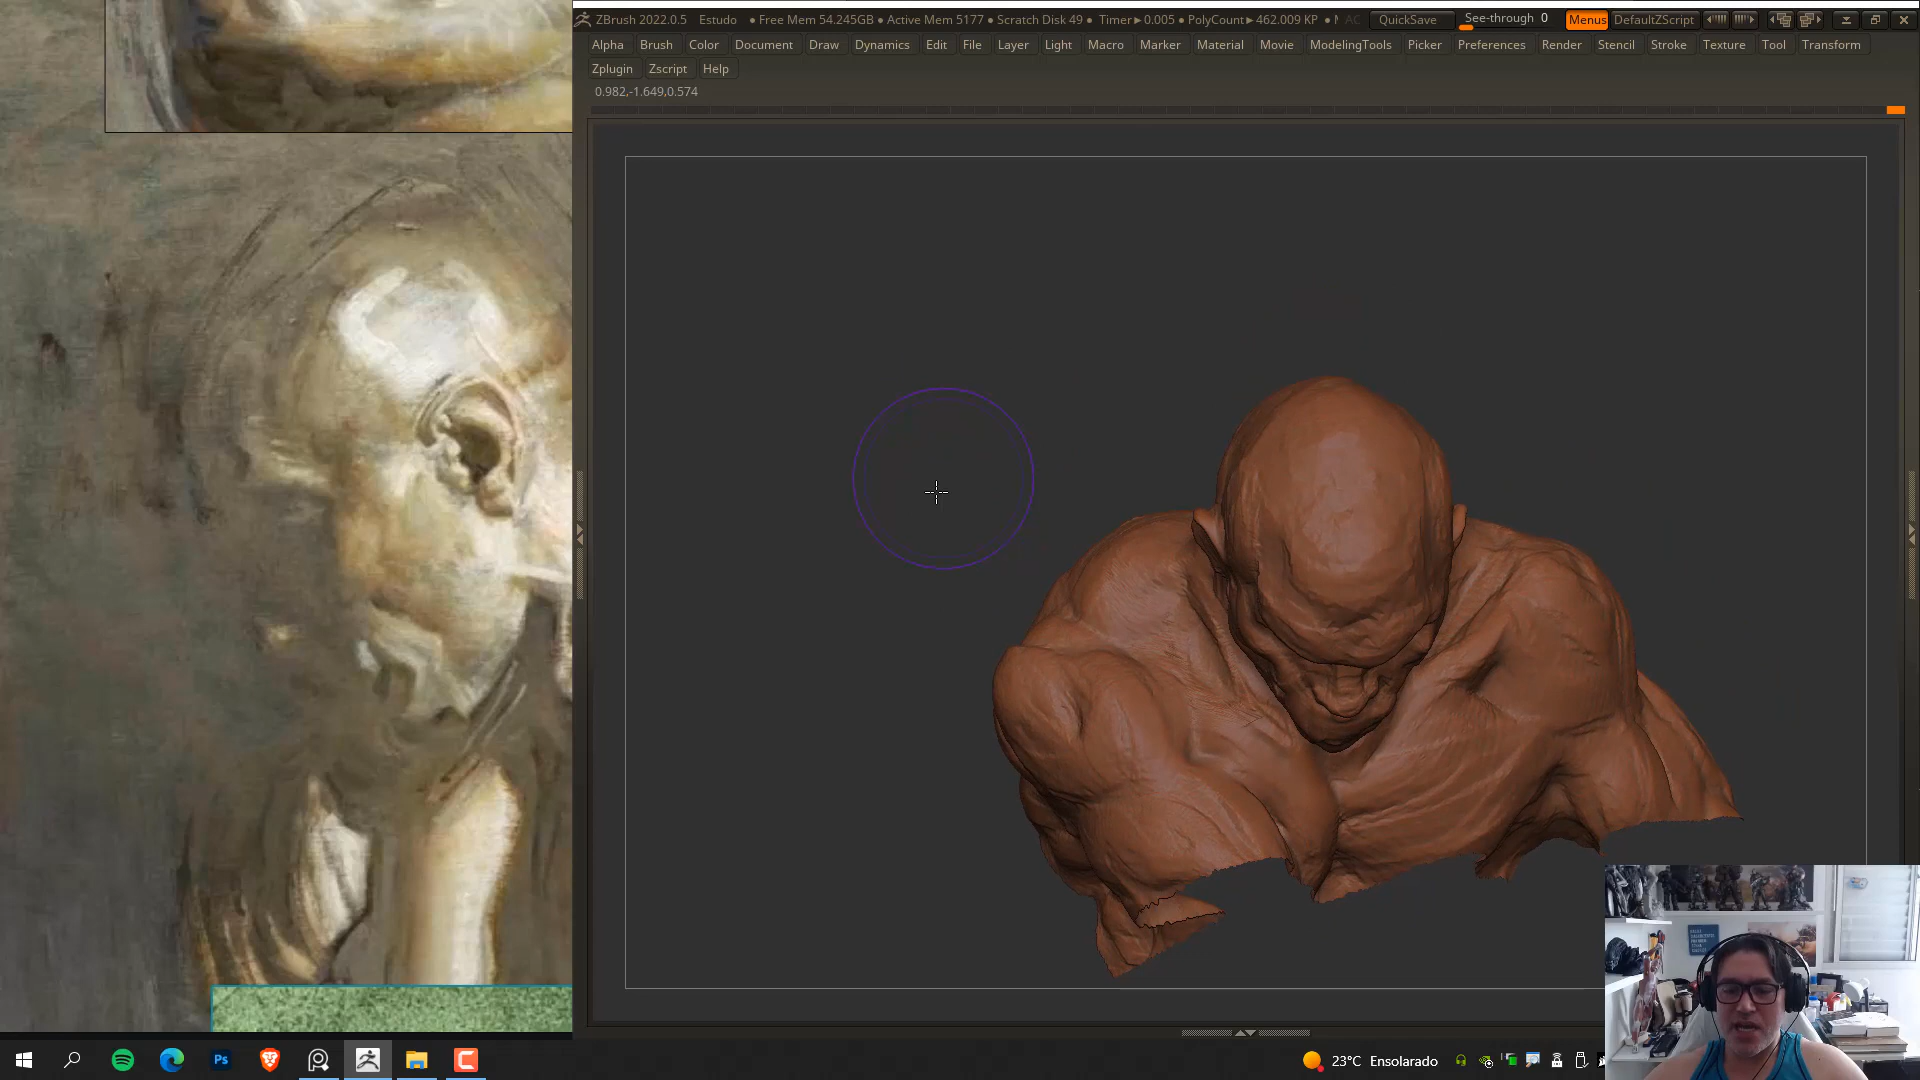 ZBrush 2022.0.5 Estudo ● Free Mem 54.245GB ● Active Mem 5177 ● Scratch Disk 49 ● Timer▸0.005 ● PolyCount▸462.009 KP ● AC QuickSave See-through 0 Menus DefaultZScript
Alpha Brush Color Document Draw Dynamics Edit File Layer Light Macro Marker Material Movie ModelingTools Picker Preferences Render Stencil Stroke Texture Tool Transform
Zplugin Zscript Help
0.982,-1.649,0.574
Ps
23°C Ensolarado